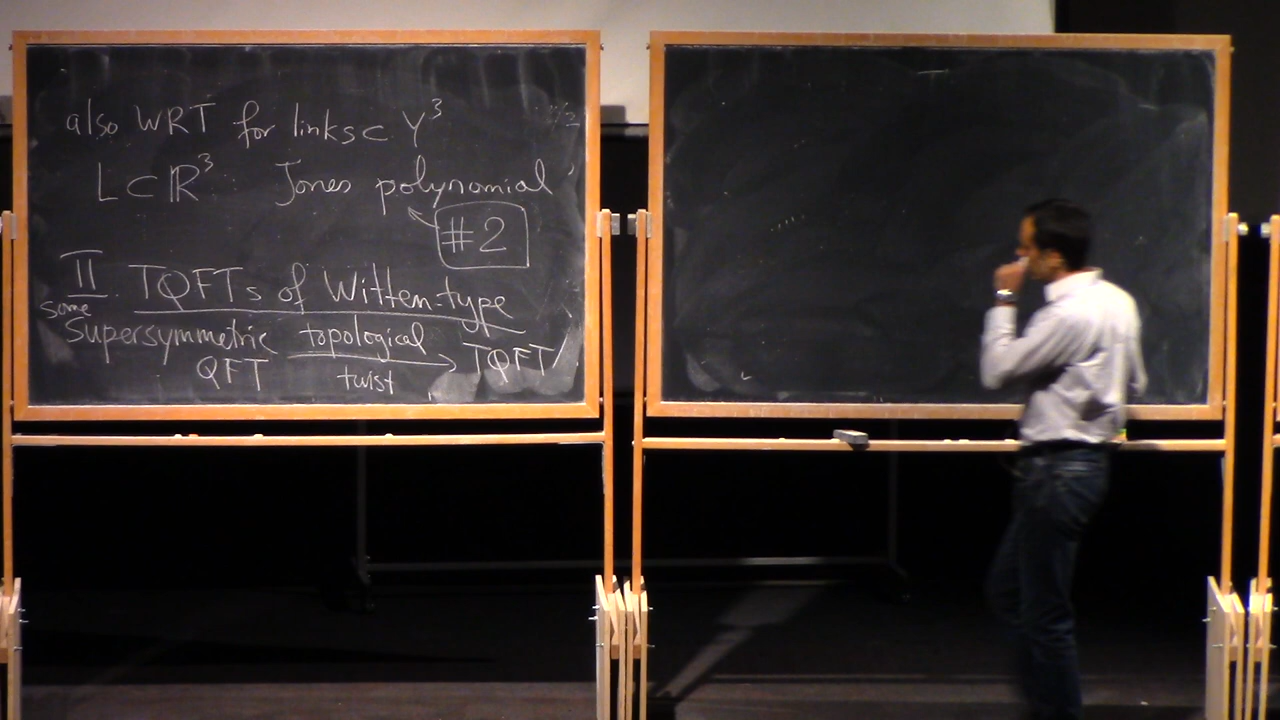 also WRT for links ⊂ Y³
L ⊂ ℝ³ Jones polynomial
#2
II. TQFTs of Witten-type
some
supersymmetric topological
QFT twist → TQFT